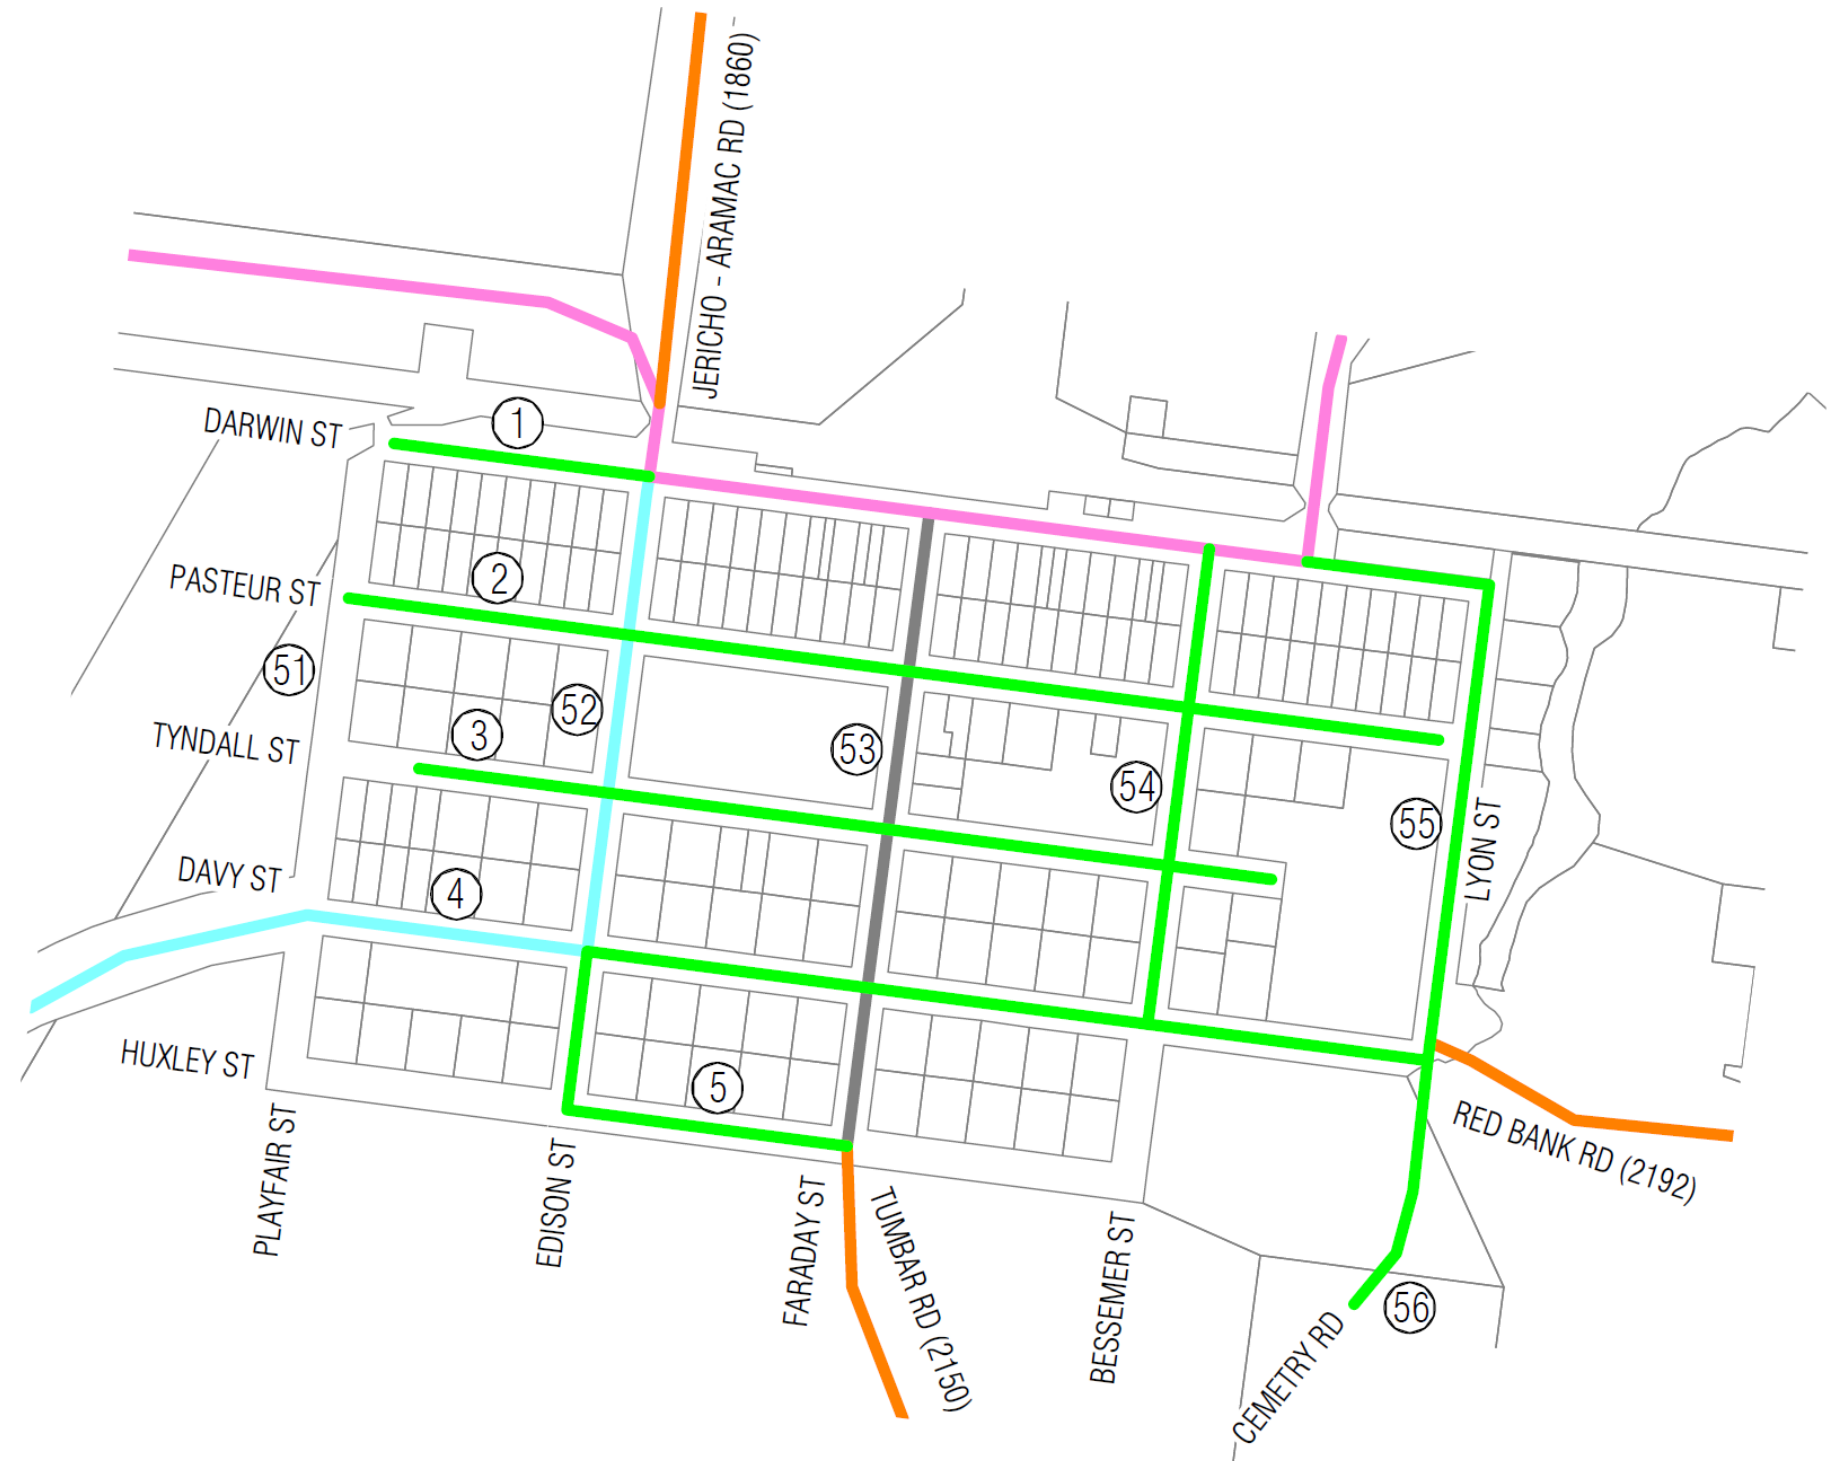 JERICHO - ARAMAC RD (1860)
DARWIN ST
1
PASTEUR ST
2
51
52
TYNDALL ST
3
53
54
55
LYON ST
DAVY ST
4
HUXLEY ST
5
PLAYFAIR ST
EDISON ST
FARADAY ST
TUMBAR RD (2150)
BESSEMER ST
RED BANK RD (2192)
CEMETRY RD
56